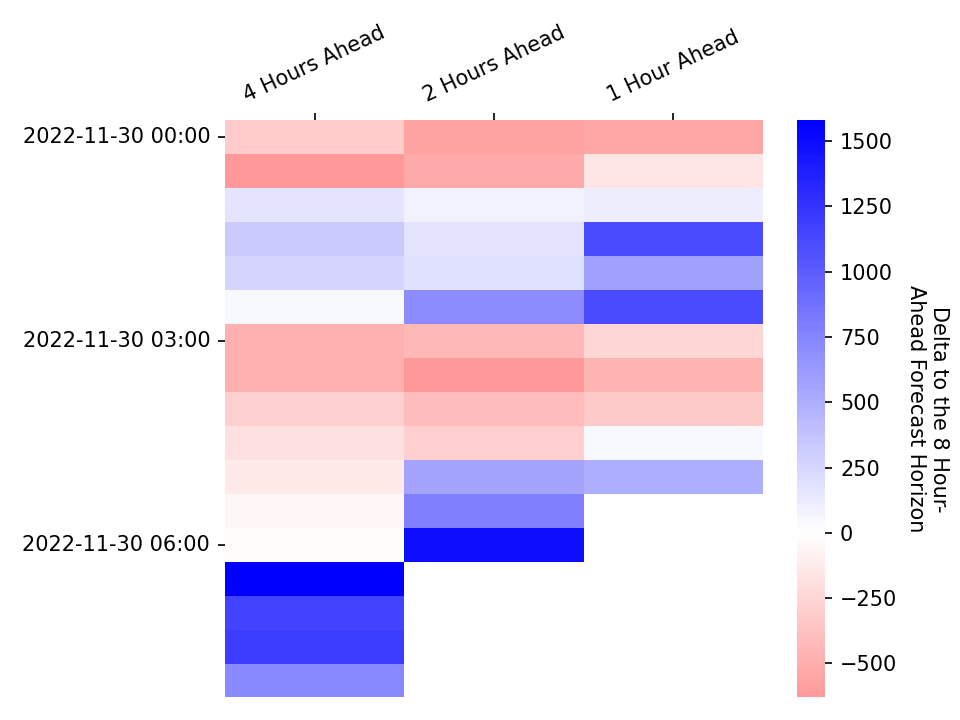 4 Hours Ahead
2 Hours Ahead
1 Hour Ahead
2022-11-30 00:00
2022-11-30 03:00
2022-11-30 06:00
1500
1250
1000
750
500
250
0
−250
−500
Delta to the 8 Hour-
Ahead Forecast Horizon